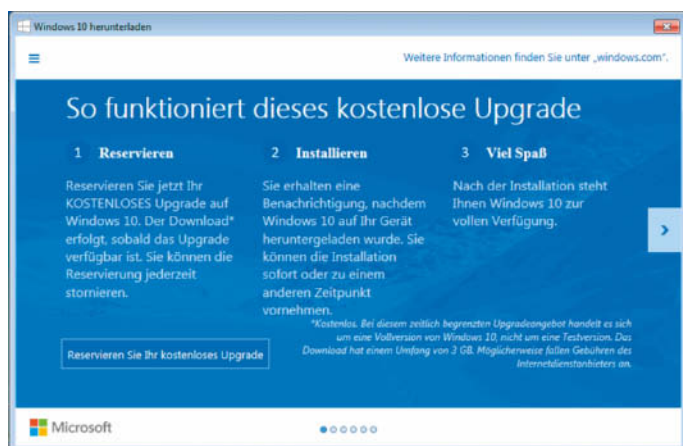 Windows 10 herunterladen
Weitere Informationen finden Sie unter „windows.com“.
So funktioniert dieses kostenlose Upgrade
1 Reservieren
Reservieren Sie jetzt Ihr
KOSTENLOSES Upgrade auf
Windows 10. Der Download*
erfolgt, sobald das Upgrade
verfügbar ist. Sie können die
Reservierung jederzeit
stornieren.
2 Installieren
Sie erhalten eine
Benachrichtigung, nachdem
Windows 10 auf Ihr Gerät
heruntergeladen wurde. Sie
können die Installation
sofort oder zu einem
anderen Zeitpunkt
vornehmen.
3 Viel Spaß
Nach der Installation steht
Ihnen Windows 10 zur
vollen Verfügung.
*Kostenlos. Bei diesem zeitlich begrenzten Upgradeangebot handelt es sich
um eine Vollversion von Windows 10, nicht um eine Testversion. Das
Download hat einem Umfang von 3 GB. Möglicherweise fallen Gebühren des
Internetdienstanbieters an.
Reservieren Sie Ihr kostenloses Upgrade
Microsoft